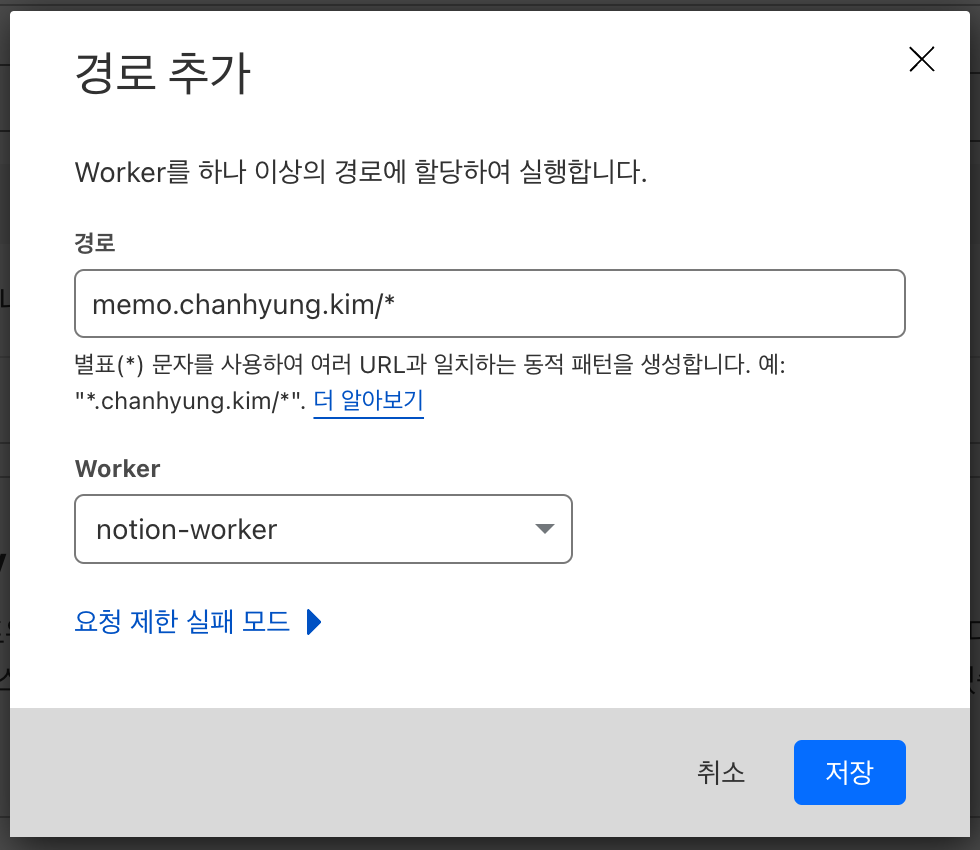 경로 추가
Worker를 하나 이상의 경로에 할당하여 실행합니다.
경로
memo.chanhyung.kim/*
별표(*) 문자를 사용하여 여러 URL과 일치하는 동적 패턴을 생성합니다. 예:
"*.chanhyung.kim/*". 더 알아보기
Worker
notion-worker
요청 제한 실패 모드
취소
저장